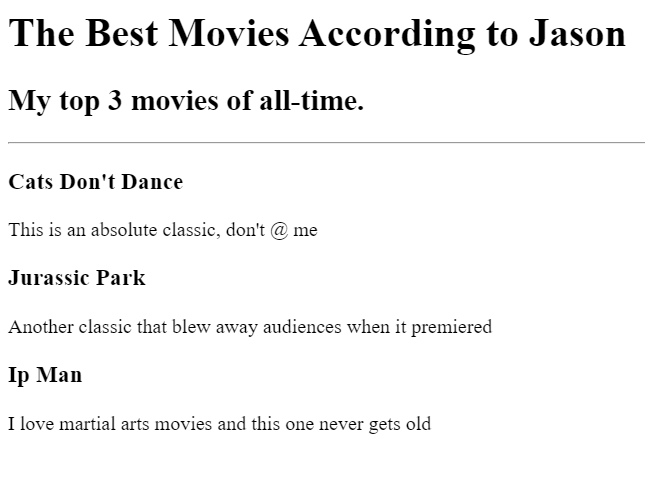 The Best Movies According to Jason
My top 3 movies of all-time.
Cats Don't Dance
This is an absolute classic, don't @ me
Jurassic Park
Another classic that blew away audiences when it premiered
Ip Man
I love martial arts movies and this one never gets old